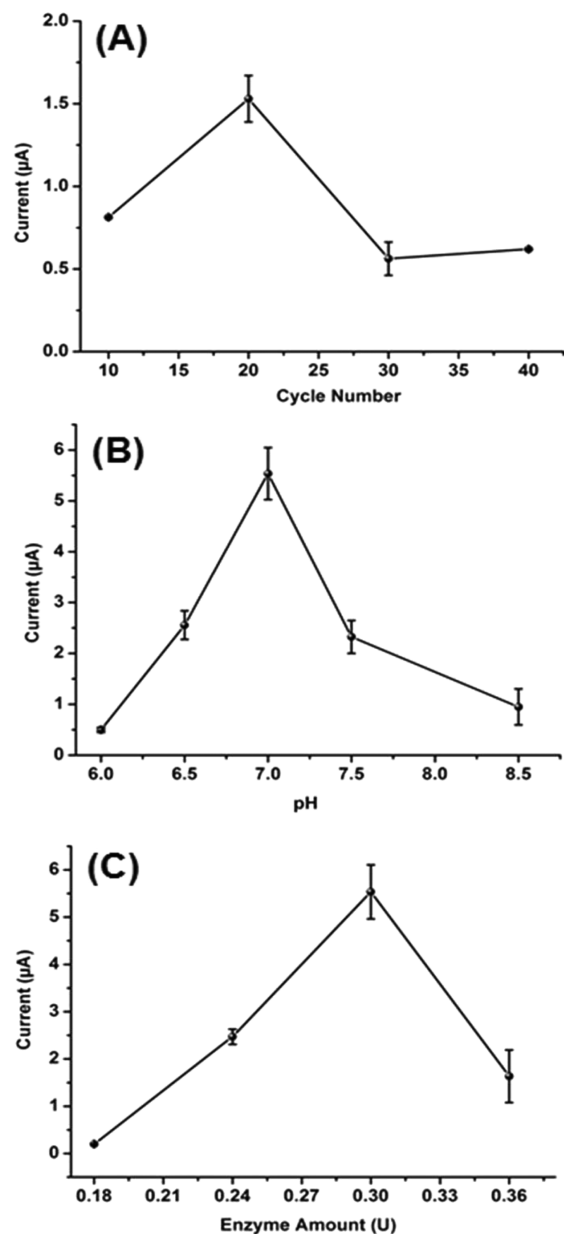 (A)
Current (µA)
2.0
1.5
1.0
0.5
0.0
10 15 20 25 30 35 40
Cycle Number
(B)
Current (µA)
6
5
4
3
2
1
0
6.0 6.5 7.0 7.5 8.0 8.5
pH
(C)
Current (µA)
6
5
4
3
2
1
0
0.18 0.21 0.24 0.27 0.30 0.33 0.36
Enzyme Amount (U)